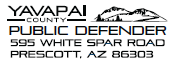 YAVAPAI
COUNTY
PUBLIC DEFENDER
595 WHITE SPAR ROAD
PRESCOTT, AZ 86303